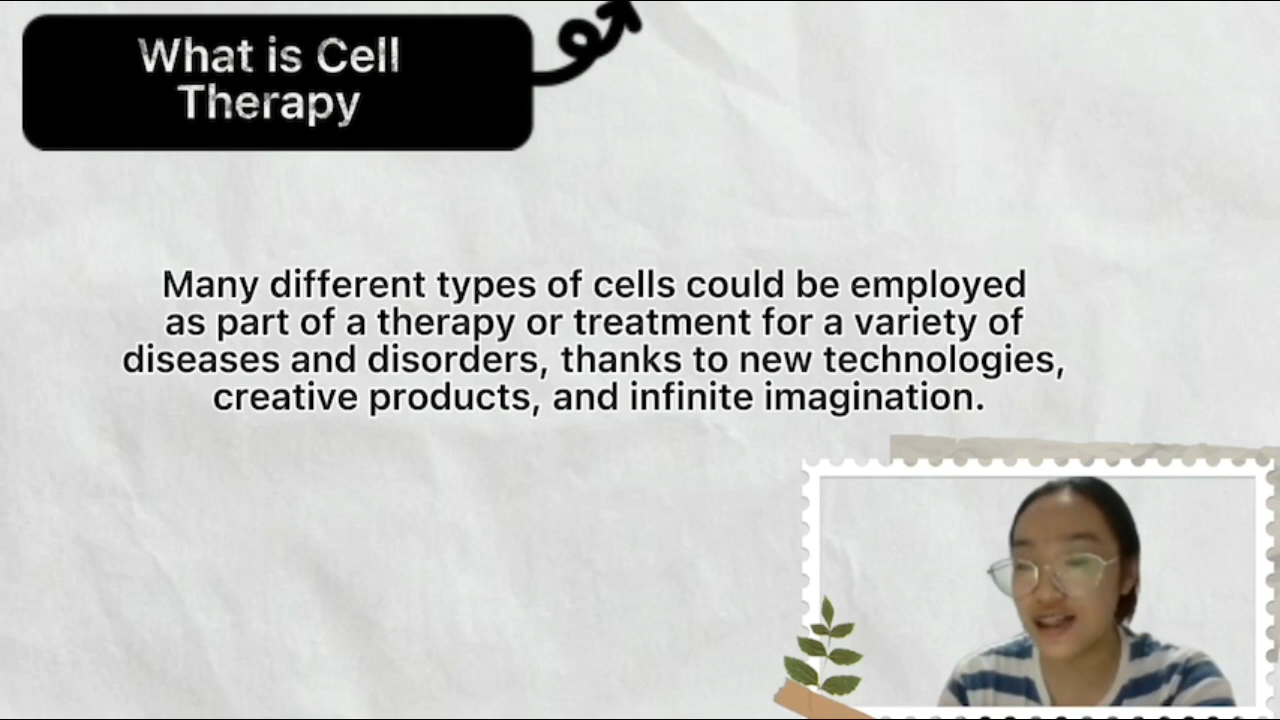 What is Cell
Therapy
Many different types of cells could be employed
as part of a therapy or treatment for a variety of
diseases and disorders, thanks to new technologies,
creative products, and infinite imagination.